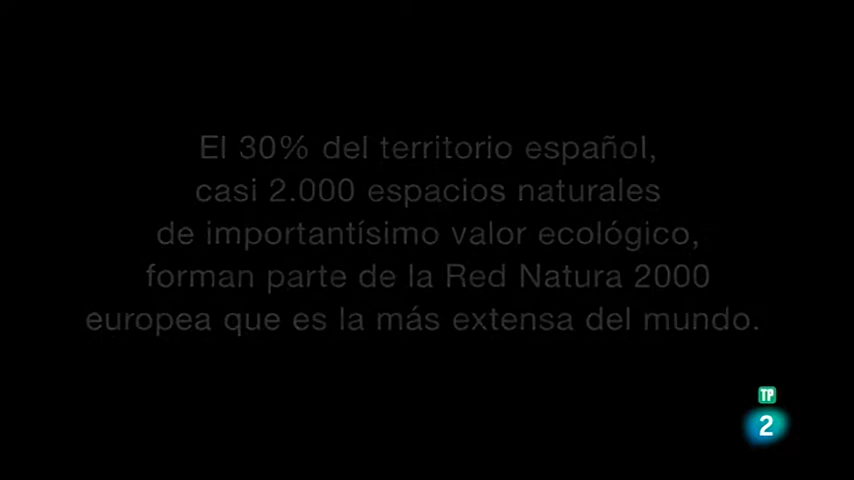 El 30% del territorio español,
casi 2.000 espacios naturales
de importantísimo valor ecológico,
forman parte de la Red Natura 2000
europea que es la más extensa del mundo.
TP
2